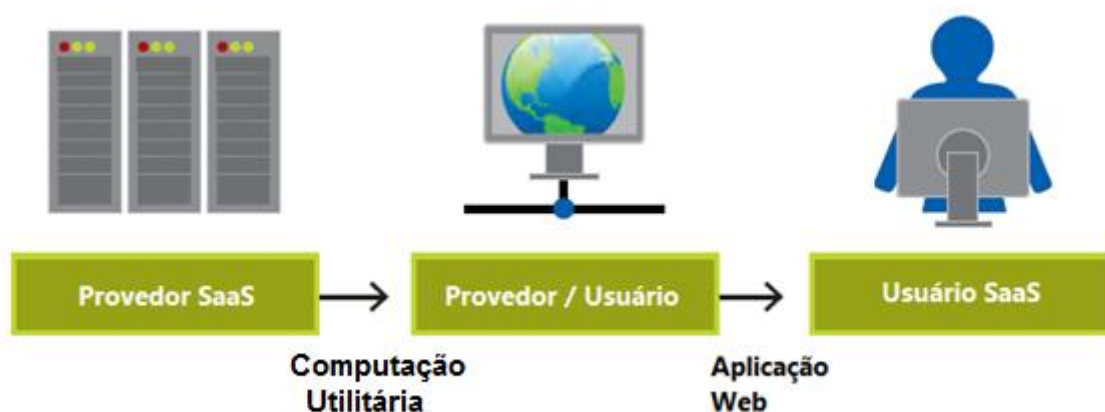 Provedor SaaS
Provedor / Usuário
Usuário SaaS
Computação
Utilitária
Aplicação
Web